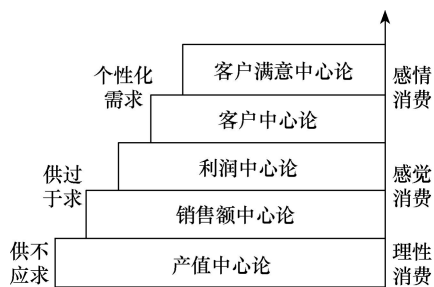 个性化
需求
客户满意中心论
感情
消费
客户中心论
供过
于求
利润中心论
感觉
消费
销售额中心论
供不
应求
产值中心论
理性
消费